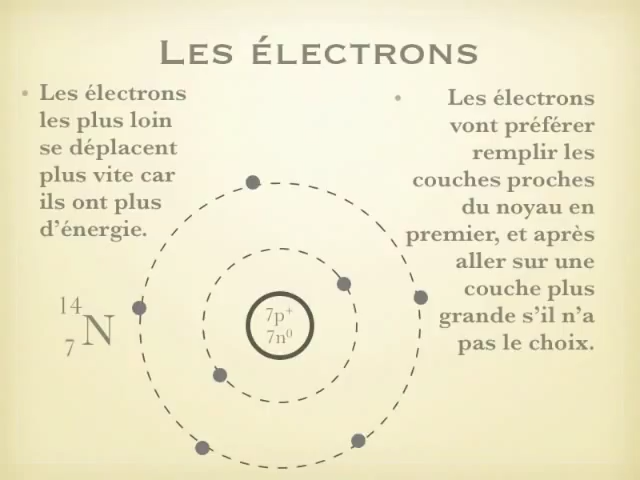 LES ÉLECTRONS
• Les électrons
les plus loin
se déplacent
plus vite car
ils ont plus
d’énergie.
• Les électrons
vont préférer
remplir les
couches proches
du noyau en
premier, et après
aller sur une
couche plus
grande s’il n’a
pas le choix.
14
N
7
7p⁺
7n⁰